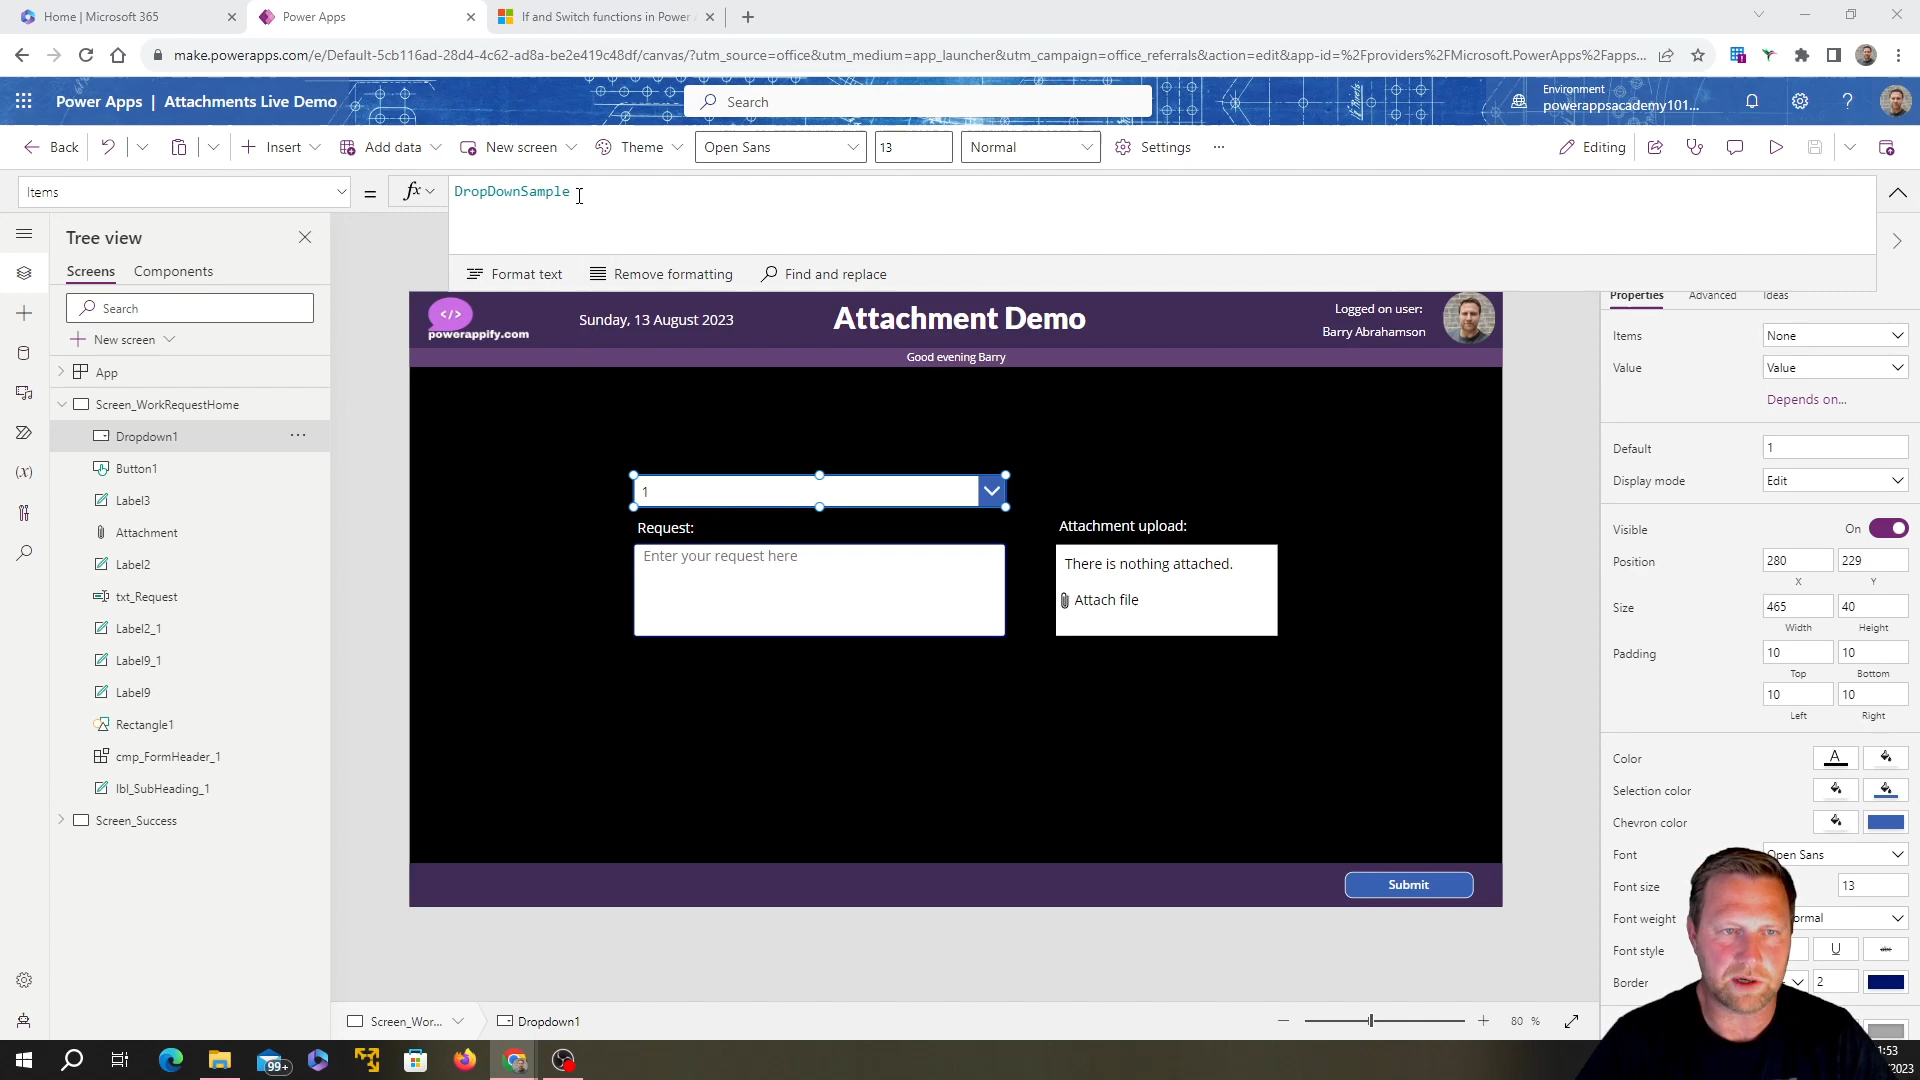 Home | Microsoft 365
Power Apps
If and Switch functions in Power
make.powerapps.com/e/Default-5cb116ad-28d4-4c62-ad8a-be2e419c48df/canvas/?utm_source=office&utm_medium=app_launcher&utm_campaign=office_referrals&action=edit&app-id=%2Fproviders%2FMicrosoft.PowerApps%2Fapps...
Power Apps | Attachments Live Demo
Search
Environment
powerappsacademy101...
Back
Insert
Add data
New screen
Theme
Open Sans
13
Normal
Settings
Editing
Items
=
fx
DropDownSample
Format text
Remove formatting
Find and replace
Tree view
Screens
Components
Search
New screen
App
Screen_WorkRequestHome
Dropdown1
Button1
Label3
Attachment
Label2
txt_Request
Label2_1
Label9_1
Label9
Rectangle1
cmp_FormHeader_1
lbl_SubHeading_1
Screen_Success
</>
powerappify.com
Sunday, 13 August 2023
Attachment Demo
Logged on user:
Barry Abrahamson
Good evening Barry
1
Request:
Enter your request here
Attachment upload:
There is nothing attached.
Attach file
Submit
Properties
Advanced
Ideas
Items
None
Value
Value
Depends on...
Default
1
Display mode
Edit
Visible
On
Position
280
229
X
Y
Size
465
40
Width
Height
Padding
10
10
Top
Bottom
10
10
Left
Right
Color
A
Selection color
Chevron color
Font
Open Sans
Font size
13
Font weight
Font style
U
abc
Border
2
Screen_Wor...
Dropdown1
80 %
99+